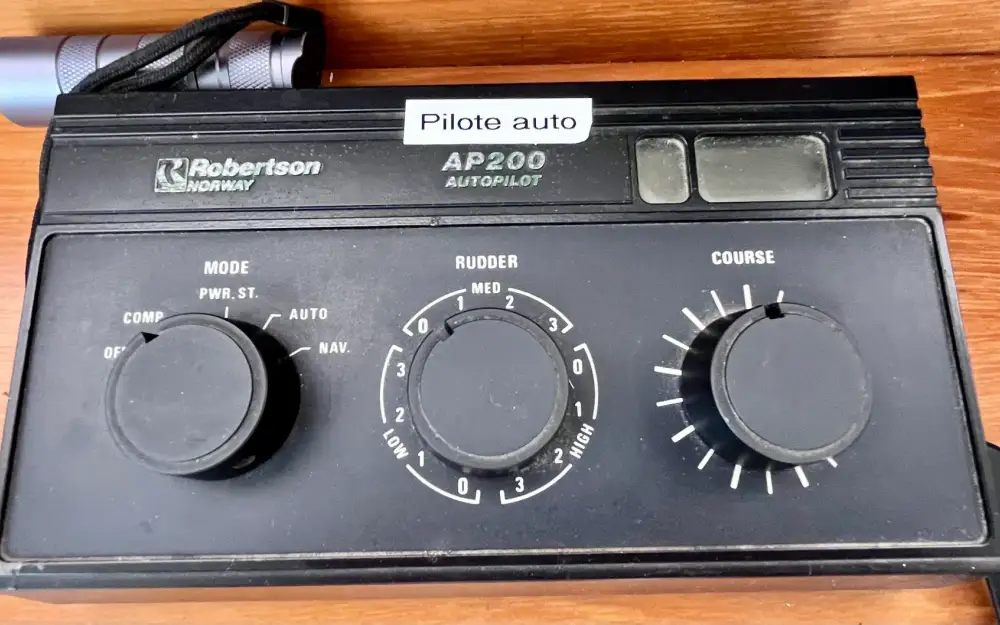 Pilote auto
Robertson
NORWAY
AP200
AUTOPILOT
MODE
PWR. ST.
COMP
AUTO
OF
NAV.
RUDDER
MED
0 1 2 3
LOW
0 1 2 3
HIGH
0 1 2 3
COURSE